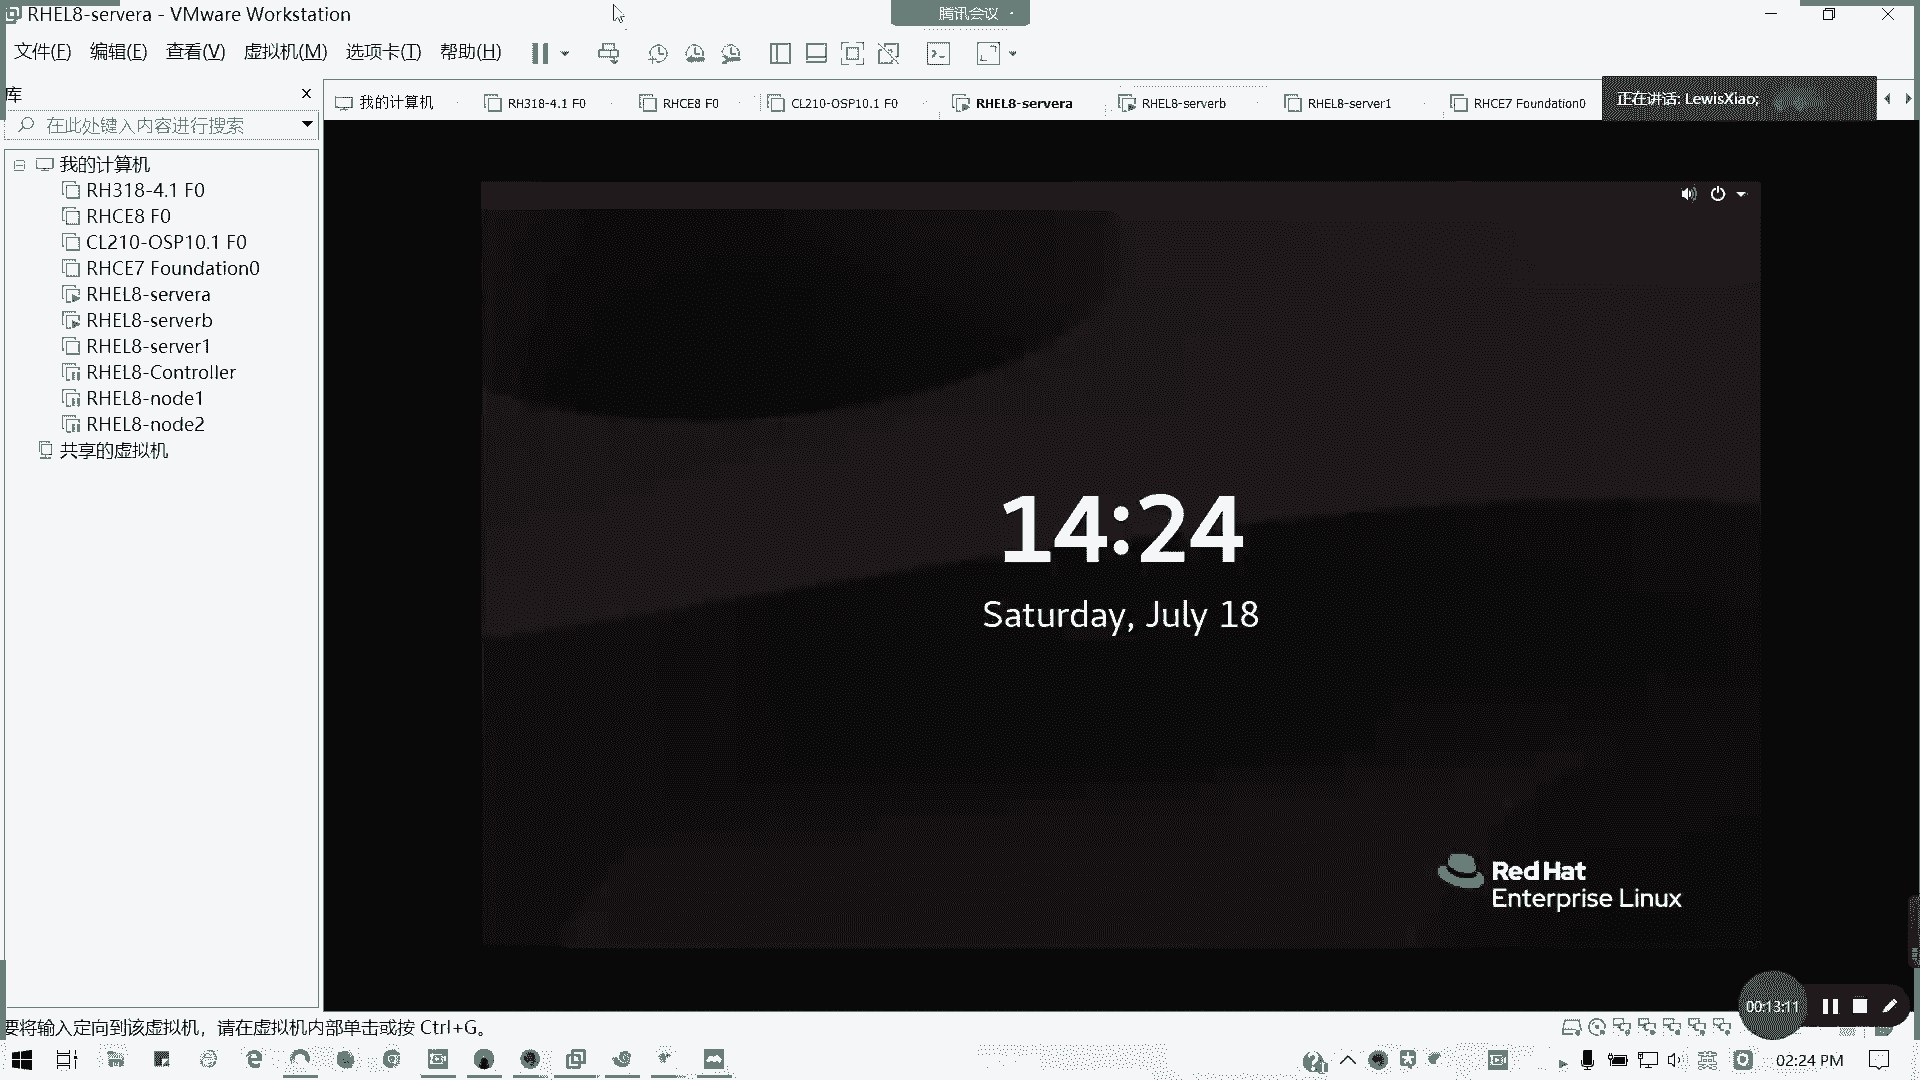 RHEL8-servera - VMware Workstation
腾讯会议
文件(F) 编辑(E) 查看(V) 虚拟机(M) 选项卡(T) 帮助(H)
库
在此处键入内容进行搜索
我的计算机
RH318-4.1 F0
RHCE8 F0
CL210-OSP10.1 F0
RHCE7 Foundation0
RHEL8-servera
RHEL8-serverb
RHEL8-server1
RHEL8-Controller
RHEL8-node1
RHEL8-node2
共享的虚拟机
我的计算机 RH318-4.1 F0 RHCE8 F0 CL210-OSP10.1 F0 RHEL8-servera RHEL8-serverb RHEL8-server1 RHCE7 Foundation0
正在讲话: LewisXiao;
14:24
Saturday, July 18
Red Hat
Enterprise Linux
00:13:11
要将输入定向到该虚拟机，请在虚拟机内部单击或按 Ctrl+G。
英
02:24 PM